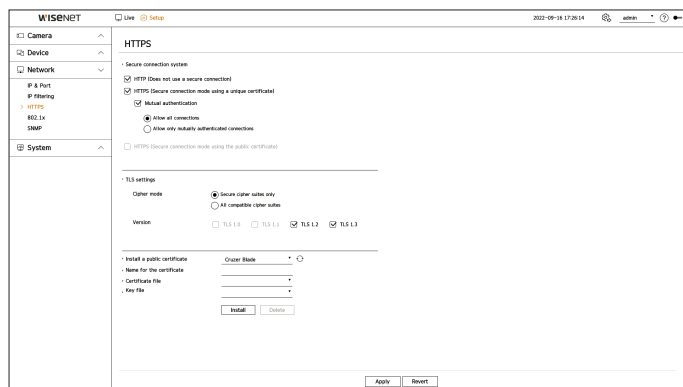 WISENET
Live Setup 2022-09-16 17:26:14 admin
Camera
Device
Network
IP & Port
IP filtering
HTTPS
802.1x
SNMP
System
HTTPS
Secure connection system
HTTP (Does not use a secure connection)
HTTPS (Secure connection mode using a unique certificate)
Mutual authentication
Allow all connections
Allow only mutually authenticated connections
HTTPS (Secure connection mode using the public certificate)
TLS settings
Cipher mode Secure cipher suites only
All compatible cipher suites
Version TLS 1.0 TLS 1.1 TLS 1.2 TLS 1.3
Install a public certificate Cruzer Blade
Name for the certificate
Certificate file
Key file
Install Delete
Apply Revert